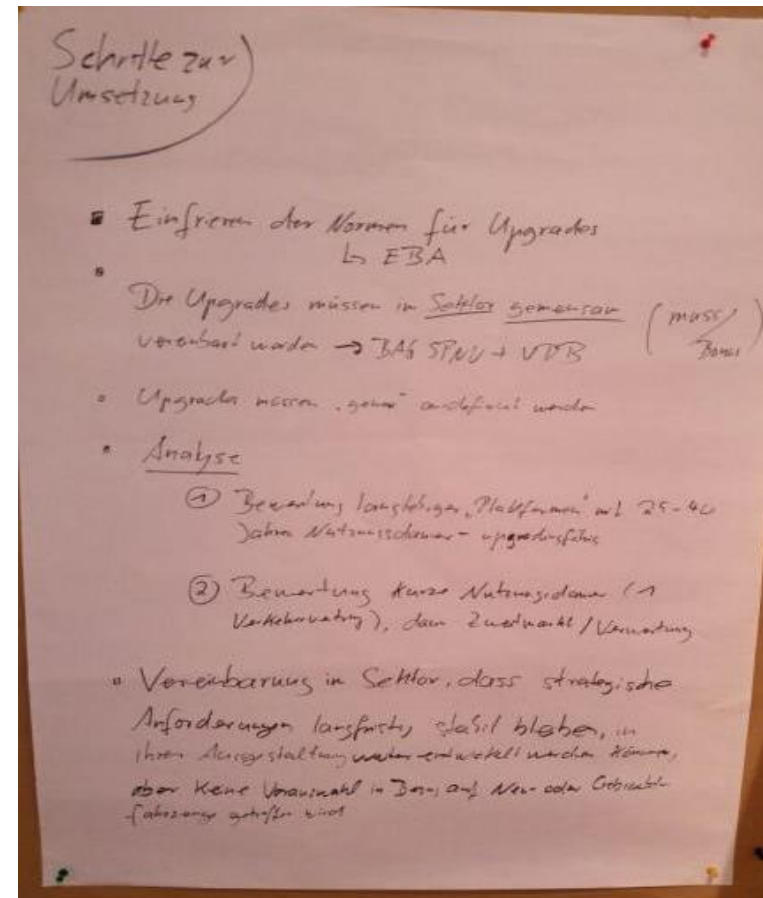 Schritte zur
Umsetzung
Einfrieren der Normen für Upgrades
↳ EBA
Die Upgrades müssen im Sektor gemeinsam (muss /
vereinbart werden → BAG SPNV + VDB Bonus)
Upgrades müssen „genau“ werden
Analyse
① Bewertung langlebiger „Plattformen“ mit 25-40
Jahren Nutzungsdauer - upgradingfähig
② Bewertung kurze Nutzungsdauer (1
Verkehrsvertrag), dann Zweitmarkt / Verwertung
Vereinbarung im Sektor, dass strategische
Anforderungen langfristig stabil bleiben, in
ihren Ausgestaltung weiterentwickelt werden können,
aber keine Vorauswahl in Bezug auf Neu- oder Gebraucht-
fahrzeuge getroffen wird